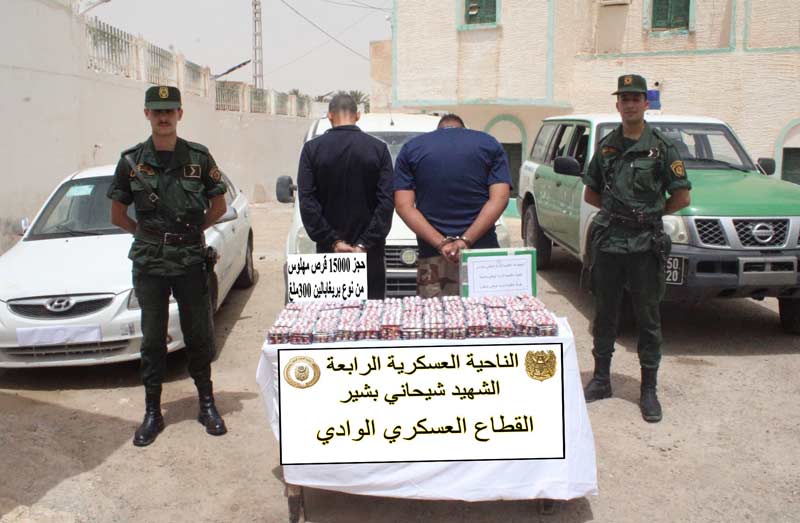 حجز 15000 قرص مهلوس
من نوع بريغابالين 300ملغ
الناحية العسكرية الرابعة
الشهيد شيحاني بشير
القطاع العسكري الوادي